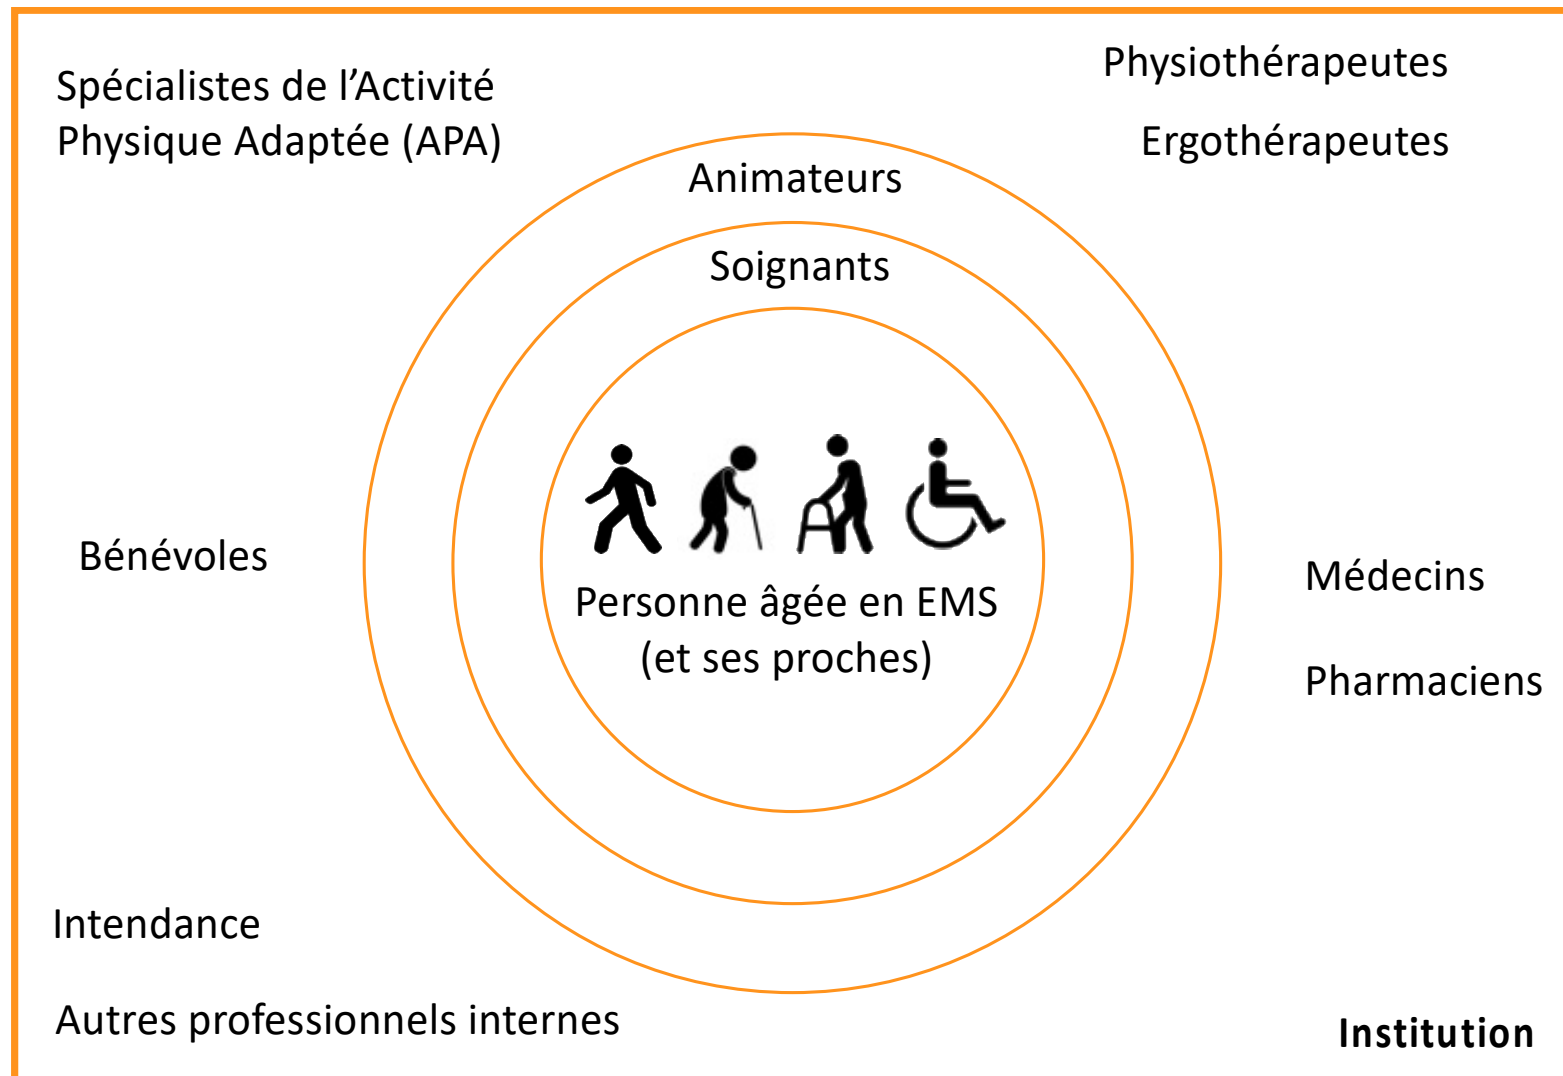 Spécialistes de l'Activité
Physique Adaptée (APA)
Physiothérapeutes
Ergothérapeutes
Animateurs
Soignants
Personne âgée en EMS
(et ses proches)
Bénévoles
Médecins
Pharmaciens
Intendance
Autres professionnels internes
Institution